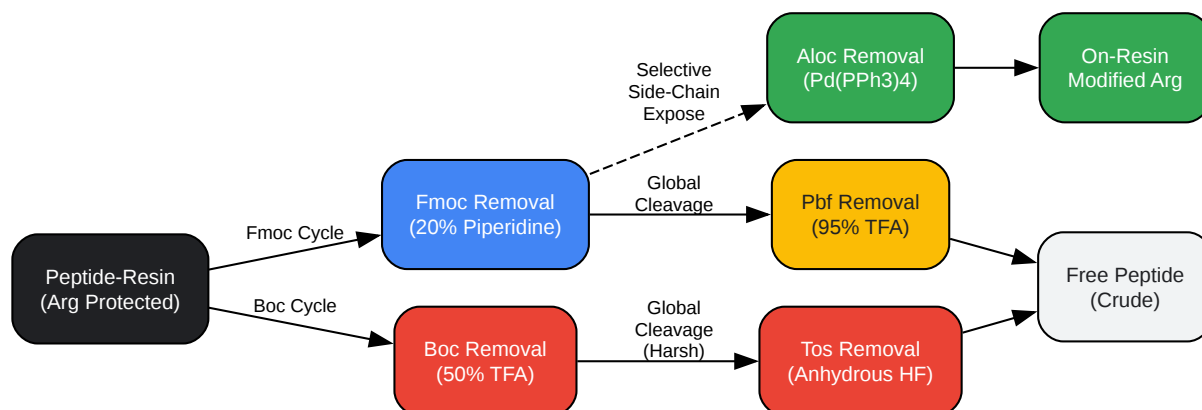 Peptide-Resin
(Arg Protected)
Fmoc Cycle
Boc Cycle
Fmoc Removal
(20% Piperidine)
Boc Removal
(50% TFA)
Selective
Side-Chain
Expose
Global
Cleavage
Global
Cleavage
(Harsh)
Aloc Removal
(Pd(PPh3)4)
Pbf Removal
(95% TFA)
Tos Removal
(Anhydrous HF)
On-Resin
Modified Arg
Free Peptide
(Crude)